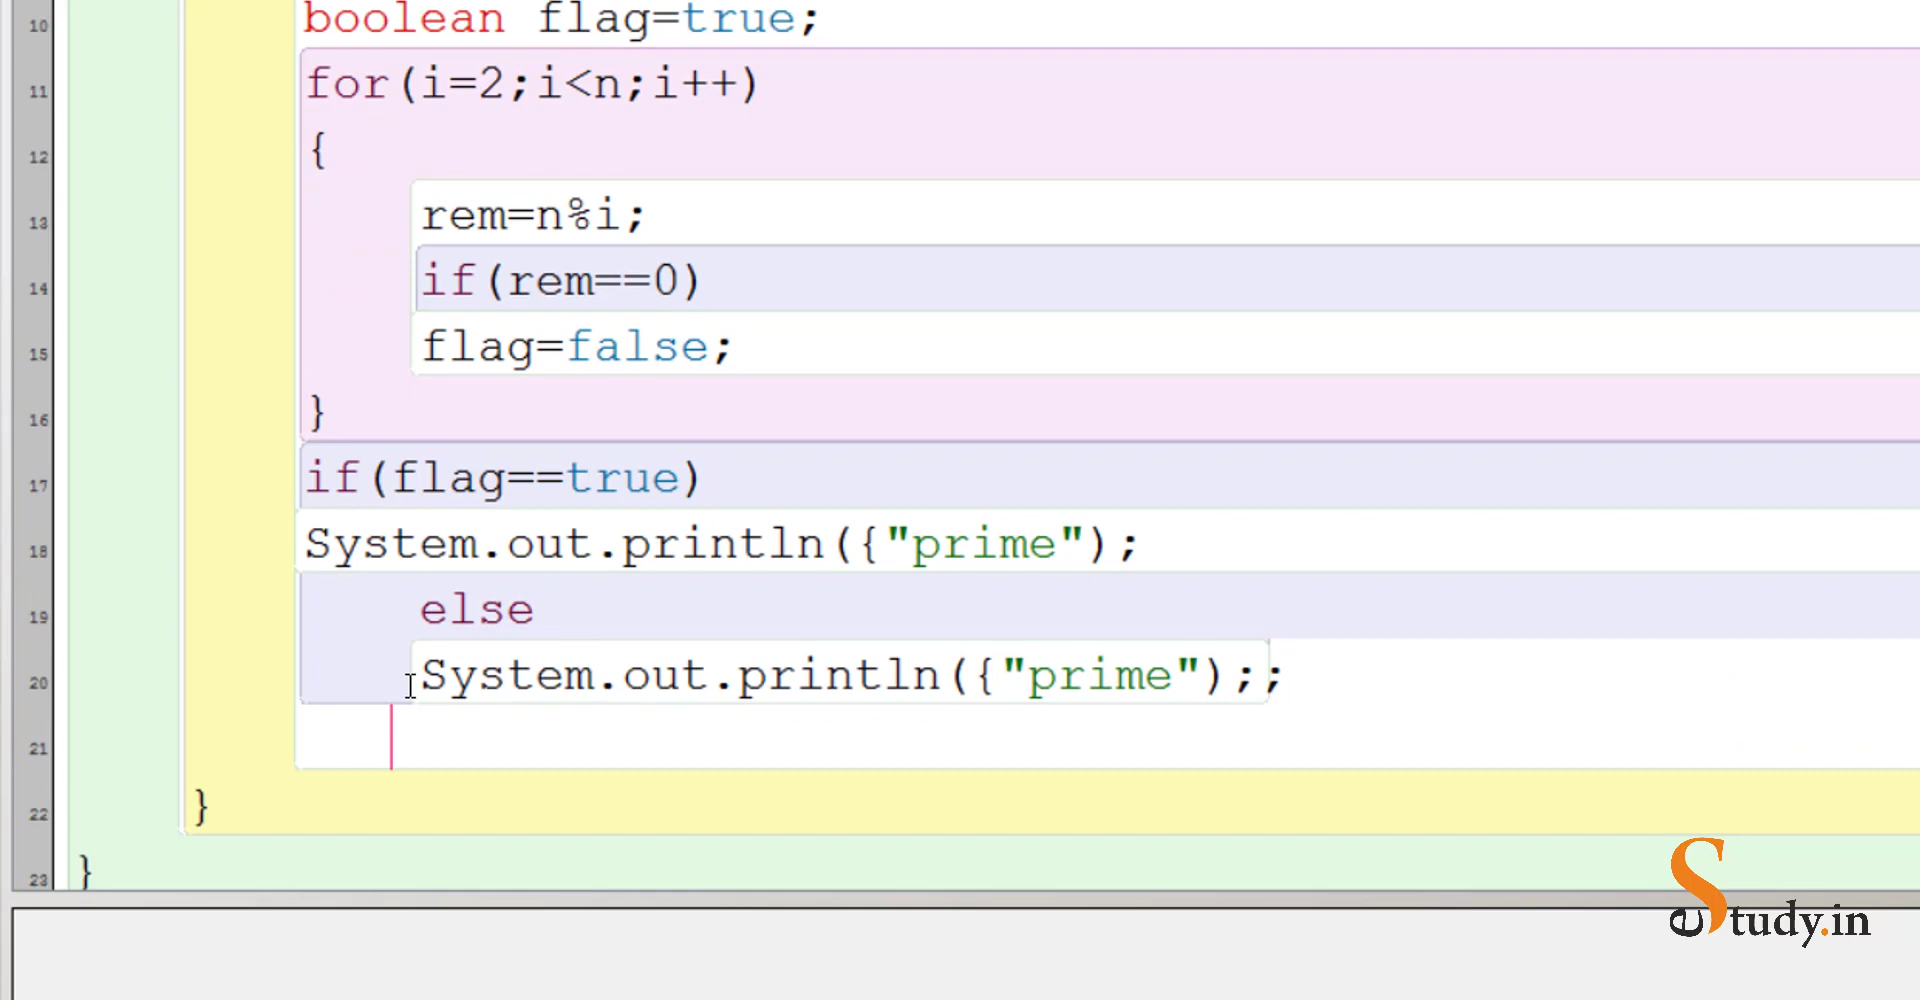 10 boolean flag=true;
11 for(i=2;i<n;i++)
12 {
13 rem=n%i;
14 if(rem==0)
15 flag=false;
16 }
17 if(flag==true)
18 System.out.println({"prime");
19 else
20 System.out.println({"prime");;
21
22 }
23 }
eStudy.in